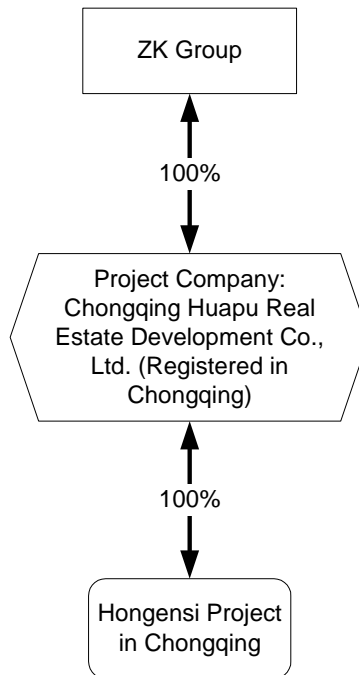 ZK Group
100%
Project Company:
Chongqing Huapu Real
Estate Development Co.,
Ltd. (Registered in
Chongqing)
100%
Hongensi Project
in Chongqing